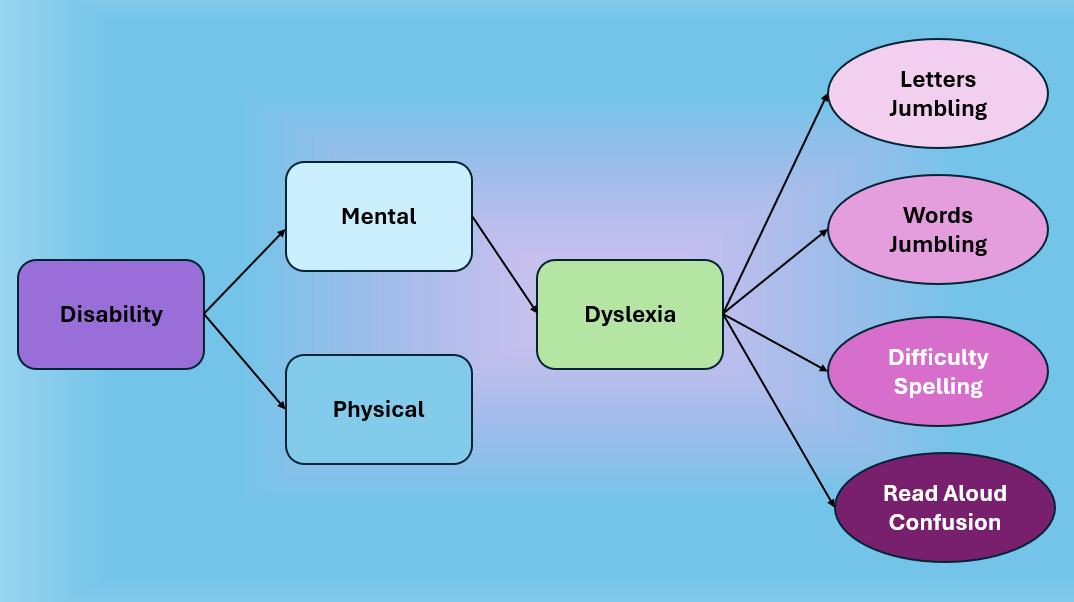 Disability
Mental
Physical
Dyslexia
Letters
Jumbling
Words
Jumbling
Difficulty
Spelling
Read Aloud
Confusion